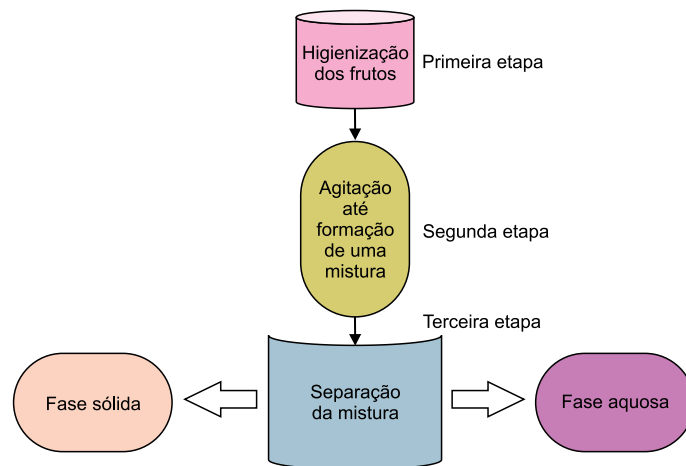 Higienização
dos frutos
Primeira etapa
Agitação
até
formação
de uma
mistura
Segunda etapa
Terceira etapa
Fase sólida
Separação
da mistura
Fase aquosa